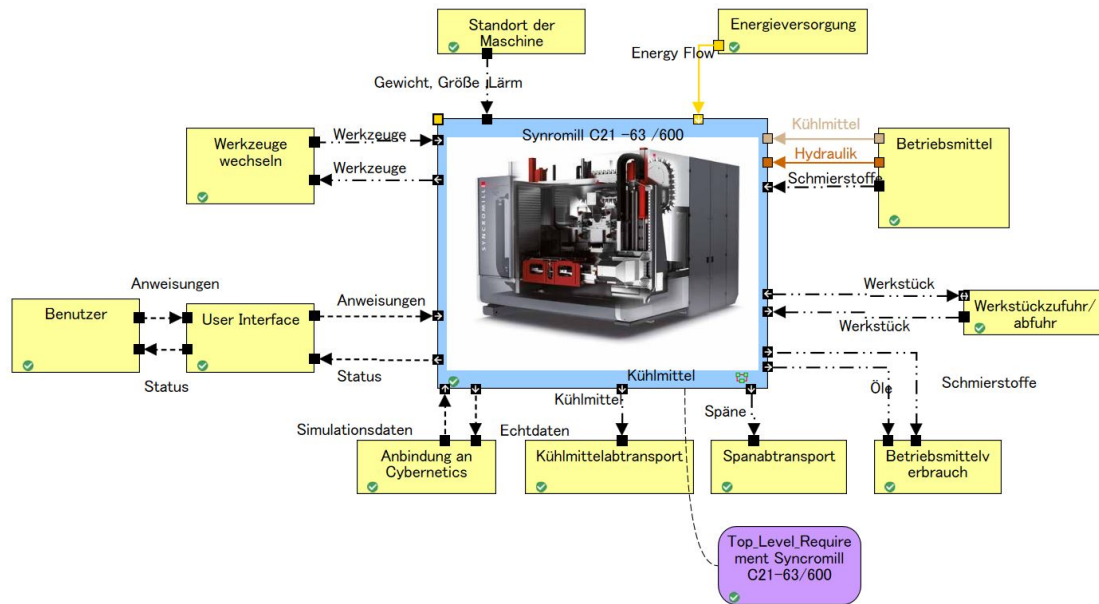 Standort der
Maschine
Energieversorgung
Energy Flow
Gewicht, Größe Lärm
Synromill C21 -63 /600
Werkzeuge
wechseln
Werkzeuge
Werkzeuge
Kühlmittel
Hydraulik
Schmierstoffe
Betriebsmittel
SYNCROMILL
Anweisungen
Benutzer
User Interface
Anweisungen
Status
Status
Werkstück
Werkstück
Werkstückzufuhr/
abfuhr
Kühlmittel
Kühlmittel
Simulationsdaten
Echtdaten
Späne
Öle
Schmierstoffe
Anbindung an
Cybernetics
Kühlmittelabtransport
Spanabtransport
Betriebsmittelv
erbrauch
Top_Level_Require
ment Syncromill
C21-63/600